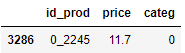 id_prod price categ
3286 0_2245 11.7 0